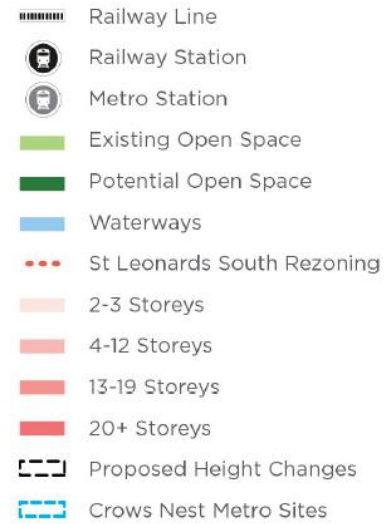 Railway Line
Railway Station
Metro Station
Existing Open Space
Potential Open Space
Waterways
St Leonards South Rezoning
2-3 Storeys
4-12 Storeys
13-19 Storeys
20+ Storeys
Proposed Height Changes
Crows Nest Metro Sites